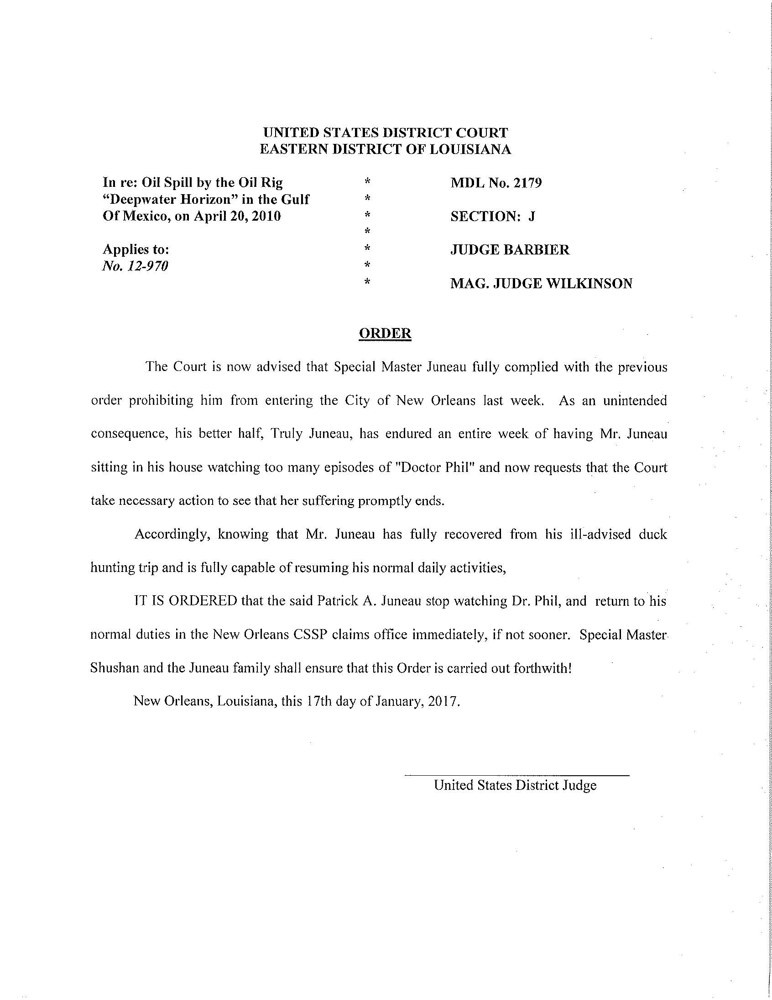 UNITED STATES DISTRICT COURT
EASTERN DISTRICT OF LOUISIANA
In re: Oil Spill by the Oil Rig * MDL No. 2179
“Deepwater Horizon” in the Gulf *
Of Mexico, on April 20, 2010 * SECTION: J
*
Applies to: * JUDGE BARBIER
No. 12-970 *
* MAG. JUDGE WILKINSON
ORDER
The Court is now advised that Special Master Juneau fully complied with the previous
order prohibiting him from entering the City of New Orleans last week. As an unintended
consequence, his better half, Truly Juneau, has endured an entire week of having Mr. Juneau
sitting in his house watching too many episodes of "Doctor Phil" and now requests that the Court
take necessary action to see that her suffering promptly ends.
Accordingly, knowing that Mr. Juneau has fully recovered from his ill-advised duck
hunting trip and is fully capable of resuming his normal daily activities,
IT IS ORDERED that the said Patrick A. Juneau stop watching Dr. Phil, and return to his
normal duties in the New Orleans CSSP claims office immediately, if not sooner. Special Master
Shushan and the Juneau family shall ensure that this Order is carried out forthwith!
New Orleans, Louisiana, this 17th day of January, 2017.
United States District Judge